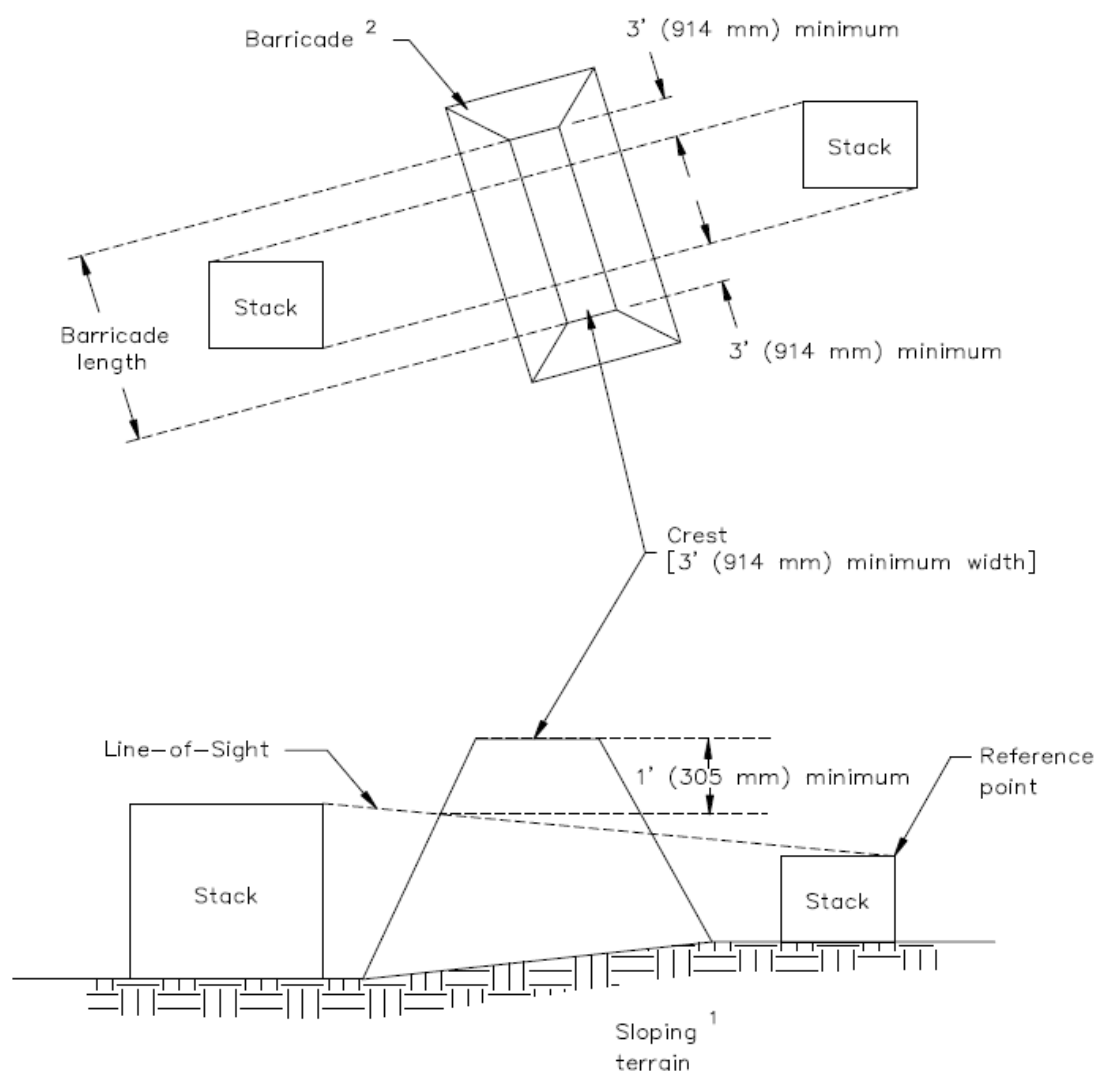 Barricade 2
3' (914 mm) minimum
Stack
Stack
Barricade
length
3' (914 mm) minimum
Crest
[3' (914 mm) minimum width]
Line-of-Sight
1' (305 mm) minimum
Reference
point
Stack
Stack
Sloping 1
terrain